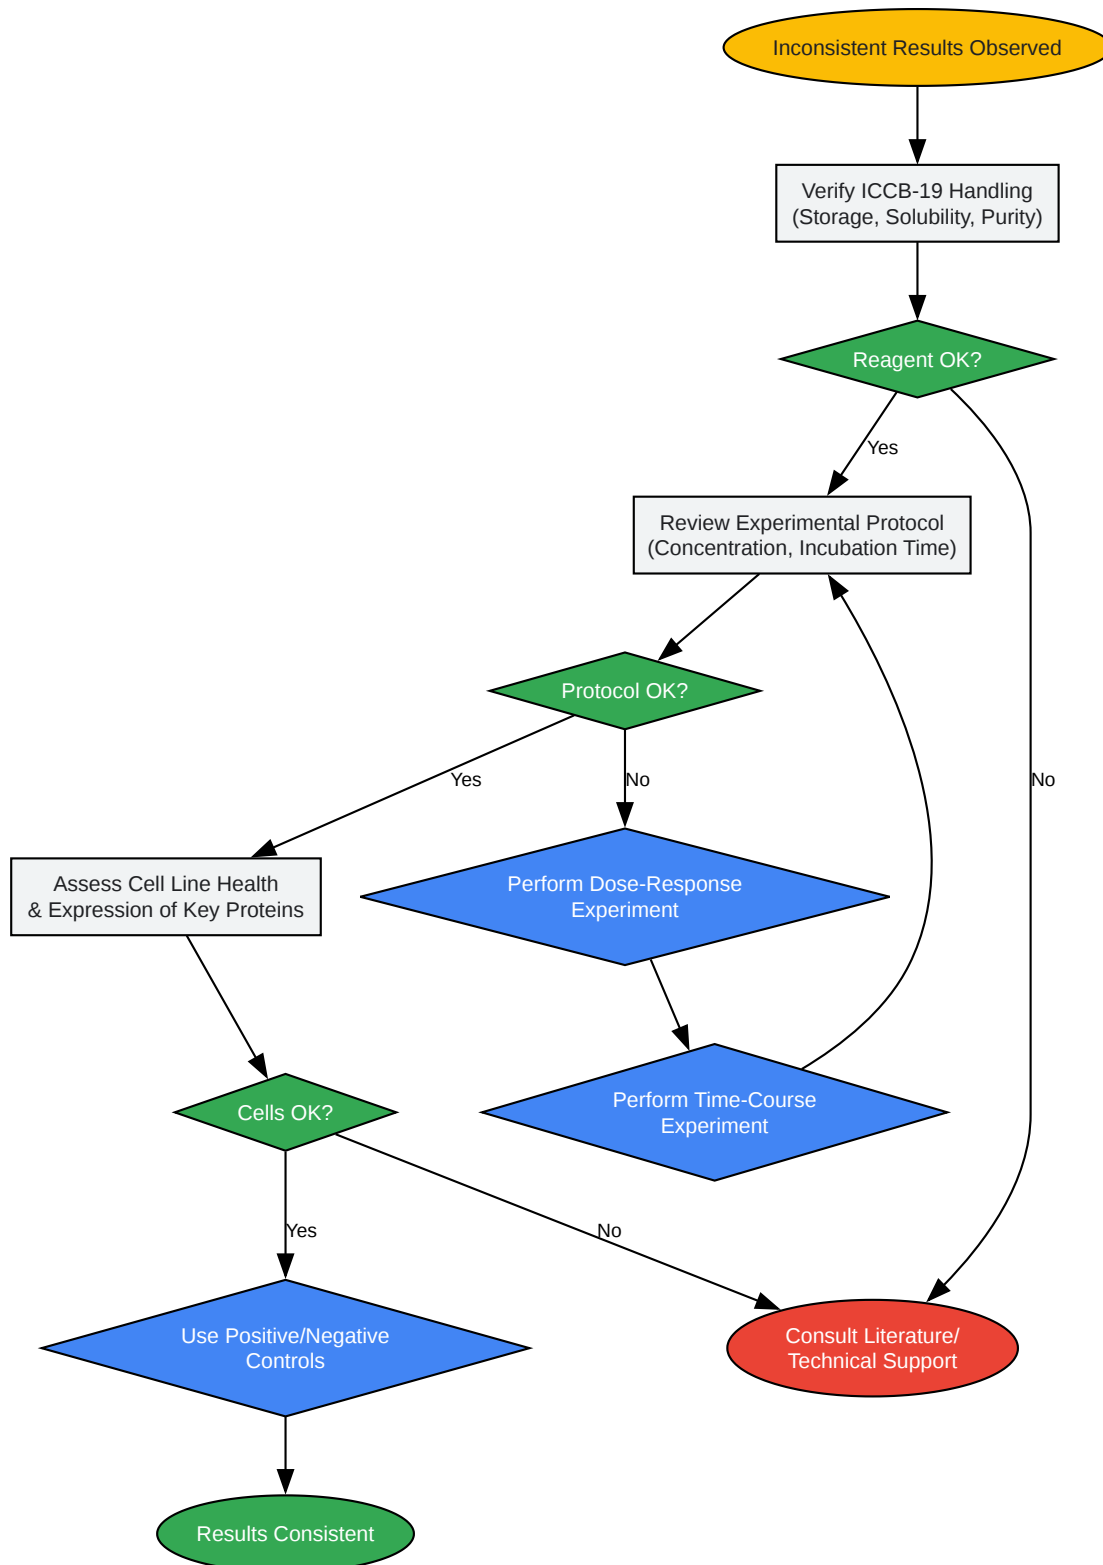 Inconsistent Results Observed
Verify ICCB-19 Handling
(Storage, Solubility, Purity)
Reagent OK?
Yes
Review Experimental Protocol
(Concentration, Incubation Time)
Protocol OK?
Yes
No
No
Assess Cell Line Health
& Expression of Key Proteins
Perform Dose-Response
Experiment
Perform Time-Course
Experiment
Cells OK?
Yes
No
Use Positive/Negative
Controls
Consult Literature/
Technical Support
Results Consistent